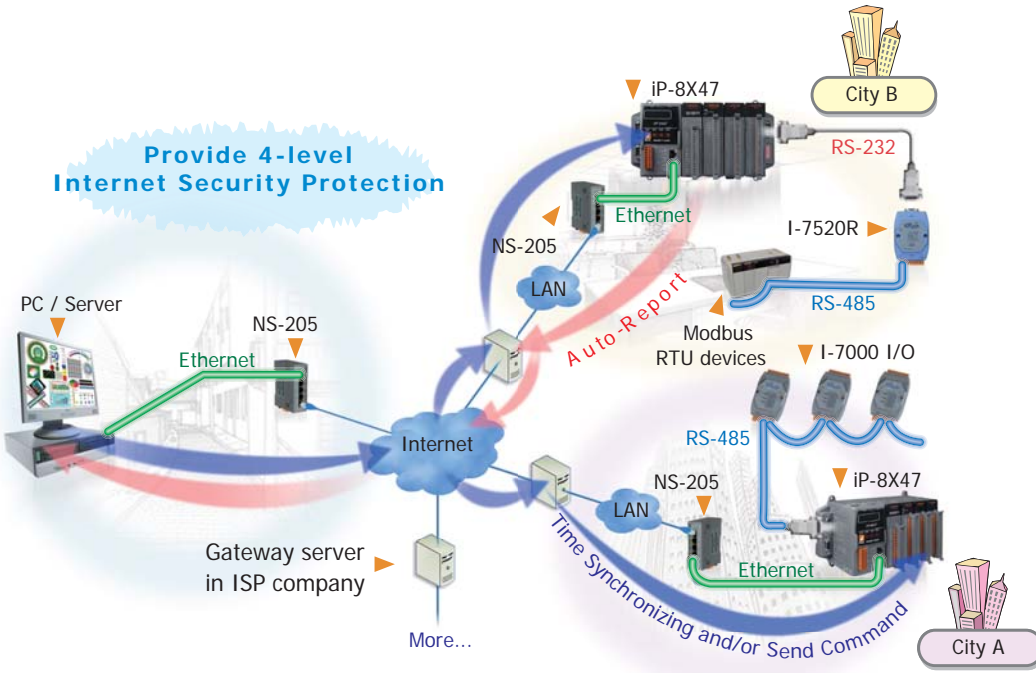 iP-8X47
City B
Provide 4-level
Internet Security Protection
RS-232
Ethernet
I-7520R
NS-205
LAN
RS-485
PC / Server
NS-205
Auto-Report
Modbus
RTU devices
I-7000 I/O
Ethernet
Internet
RS-485
NS-205
iP-8X47
LAN
Gateway server
in ISP company
Ethernet
Time Synchronizing and/or Send Command
More...
City A